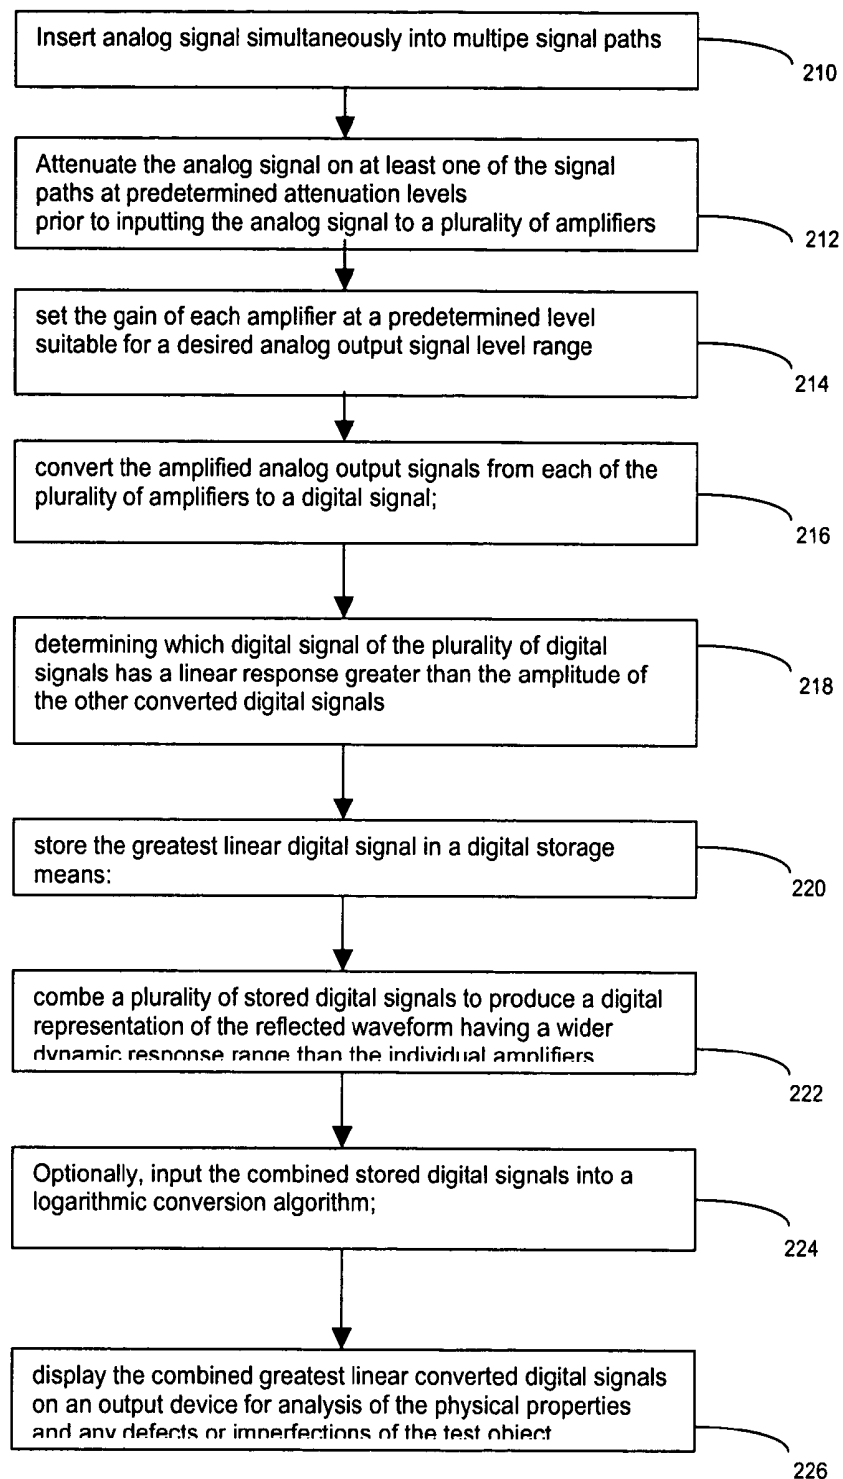 Insert analog signal simultaneously into multipe signal paths
210
Attenuate the analog signal on at least one of the signal
paths at predetermined attenuation levels
prior to inputting the analog signal to a plurality of amplifiers
212
set the gain of each amplifier at a predetermined level
suitable for a desired analog output signal level range
214
convert the amplified analog output signals from each of the
plurality of amplifiers to a digital signal;
216
determining which digital signal of the plurality of digital
signals has a linear response greater than the amplitude of
the other converted digital signals
218
store the greatest linear digital signal in a digital storage
means:
220
combe a plurality of stored digital signals to produce a digital
representation of the reflected waveform having a wider
dynamic response range than the individual amplifiers
222
Optionally, input the combined stored digital signals into a
logarithmic conversion algorithm;
224
display the combined greatest linear converted digital signals
on an output device for analysis of the physical properties
and any defects or imperfections of the test object
226